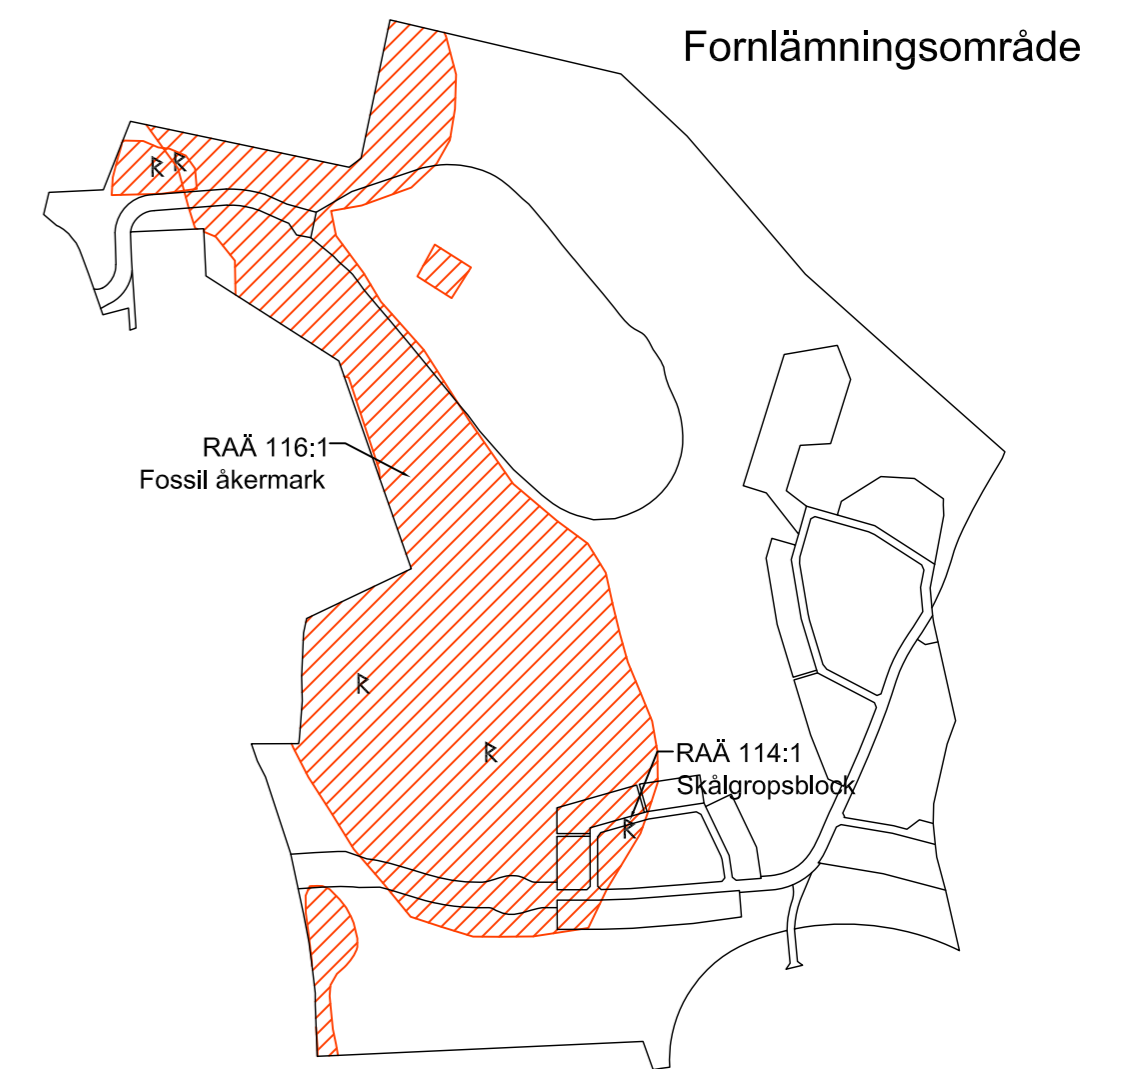 Fornlämningsområde
RAÄ 116:1
Fossil åkermark
RAÄ 114:1
Skålgropsblock